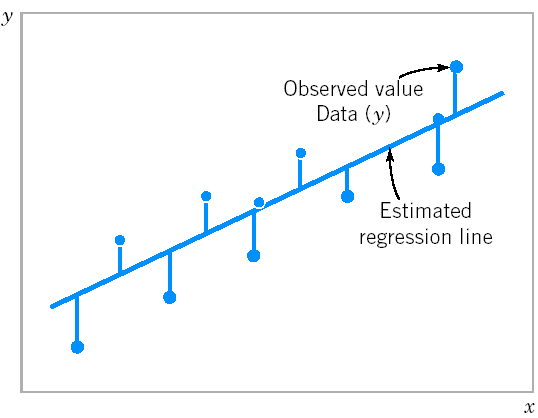 y
Observed value
Data (y)
Estimated
regression line
x